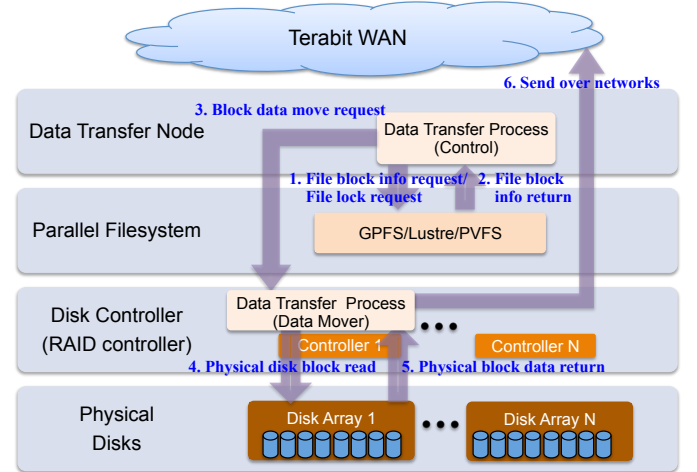 Terabit WAN
6. Send over networks
3. Block data move request
Data Transfer Node
Data Transfer Process
(Control)
1. File block info request/
File lock request
2. File block
info return
Parallel Filesystem
GPFS/Lustre/PVFS
Disk Controller
(RAID controller)
Data Transfer Process
(Data Mover)
Controller 1
Controller N
4. Physical disk block read
5. Physical block data return
Physical
Disks
Disk Array 1
Disk Array N